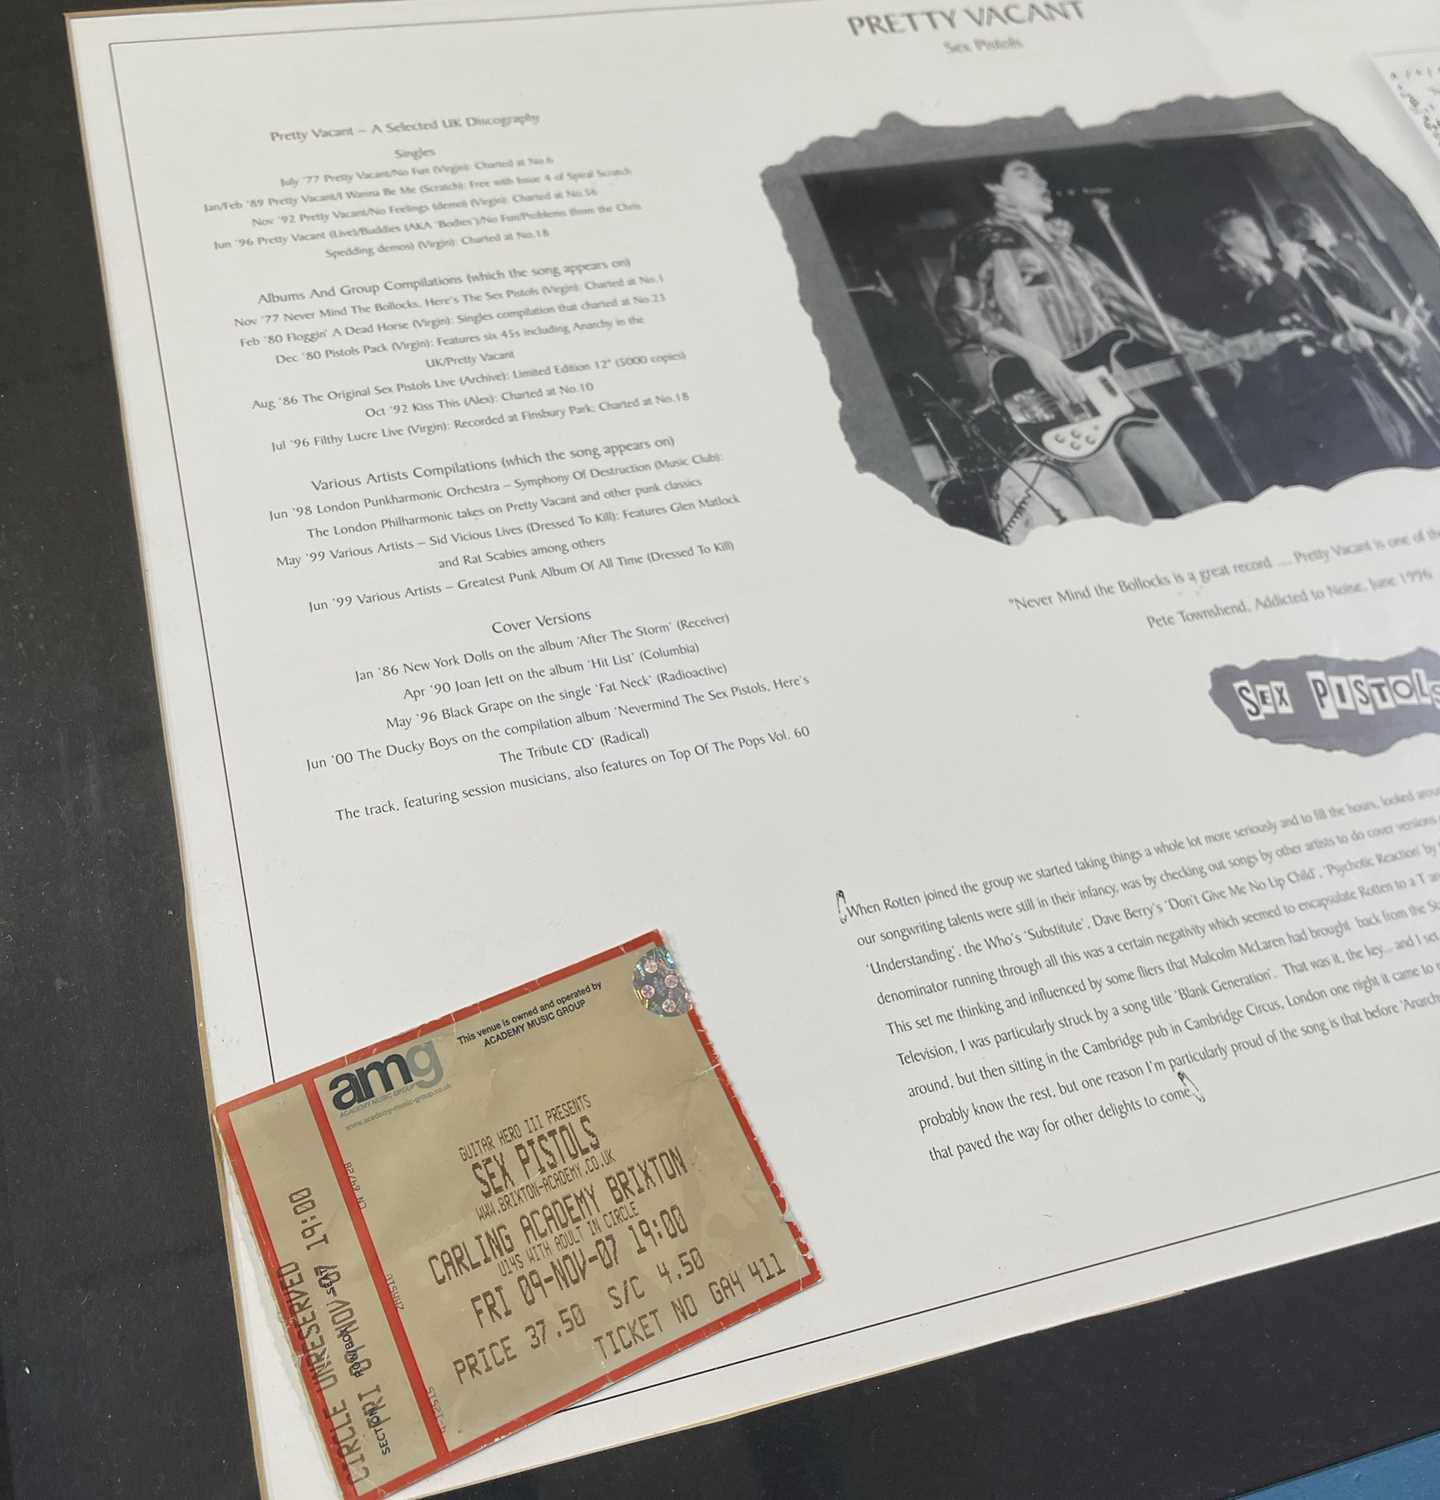 PRETTY VACANT
Sex Pistols
Pretty Vacant – A Selected UK Discography
Singles
July '77 Pretty Vacant/No Fun (Virgin): Charted at No.6
Jan/Feb '89 Pretty Vacant/I Wanna Be Me (Scratch): Free with Issue 4 of Spiral Scratch
Nov '92 Pretty Vacant/No Feelings (demo) (Virgin): Charted at No.56
Jun '96 Pretty Vacant (Live)/Buddies (AKA 'Bodies')/No Fun/Problems (from the Chris
Spedding demos) (Virgin): Charted at No.18
Albums And Group Compilations (which the song appears on)
Nov '77 Never Mind The Bollocks, Here's The Sex Pistols (Virgin): Charted at No.1
Feb '80 Floggin' A Dead Horse (Virgin): Singles compilation that charted at No.23
Dec '80 Pistols Pack (Virgin): Features six 45s including Anarchy in the
UK/Pretty Vacant
Aug '86 The Original Sex Pistols Live (Archive): Limited Edition 12" (5000 copies)
Oct '92 Kiss This (Alex): Charted at No.10
Jul '96 Filthy Lucre Live (Virgin): Recorded at Finsbury Park: Charted at No.18
Various Artists Compilations (which the song appears on)
Jun '98 London Punkharmonic Orchestra – Symphony Of Destruction (Music Club):
The London Philharmonic takes on Pretty Vacant and other punk classics
May '99 Various Artists – Sid Vicious Lives (Dressed To Kill): Features Glen Matlock
and Rat Scabies among others
Jun '99 Various Artists – Greatest Punk Album Of All Time (Dressed To Kill)
Cover Versions
Jan '86 New York Dolls on the album 'After The Storm' (Receiver)
Apr '90 Joan Jett on the album 'Hit List' (Columbia)
May '96 Black Grape on the single 'Fat Neck' (Radioactive)
Jun '00 The Ducky Boys on the compilation album 'Nevermind The Sex Pistols, Here's
The Tribute CD' (Radical)
The track, featuring session musicians, also features on Top Of The Pops Vol. 60
"Never Mind the Bollocks is a great record .... Pretty Vacant is one of the
Pete Townshend, Addicted to Noise, June 1996
SEX PISTOLS
When Rotten joined the group we started taking things a whole lot more seriously and to fill the hours, looked
our songwriting talents were still in their infancy, was by checking out songs by other artists to do cover versions
'Understanding', the Who's 'Substitute', Dave Berry's 'Don't Give Me No Lip Child', 'Psychotic Reaction' by
denominator running through all this was a certain negativity which seemed to encapsulate Rotten to a T
This set me thinking and influenced by some fliers that Malcolm McLaren had brought back from the
Television, I was particularly struck by a song title 'Blank Generation'. That was it, the key... and I set
around, but then sitting in the Cambridge pub in Cambridge Circus, London one night it came to
probably know the rest, but one reason I'm particularly proud of the song is that before
that paved the way for other delights to come.
This venue is owned and operated by
ACADEMY MUSIC GROUP
amg
ACADEMY MUSIC GROUP
www.academy-music-group.co.uk
GUITAR HERO III PRESENTS
SEX PISTOLS
WWW.BRIXTON-ACADEMY.CO.UK
CARLING ACADEMY BRIXTON
U14S WITH ADULT IN CIRCLE
FRI 09-NOV-07 19:00
PRICE 37.50 S/C 4.50
TICKET NO GA4 411
CIRCLE UNRESERVED
FRI 09-NOV-07 19:00
SECTION ROW/BOX SEAT